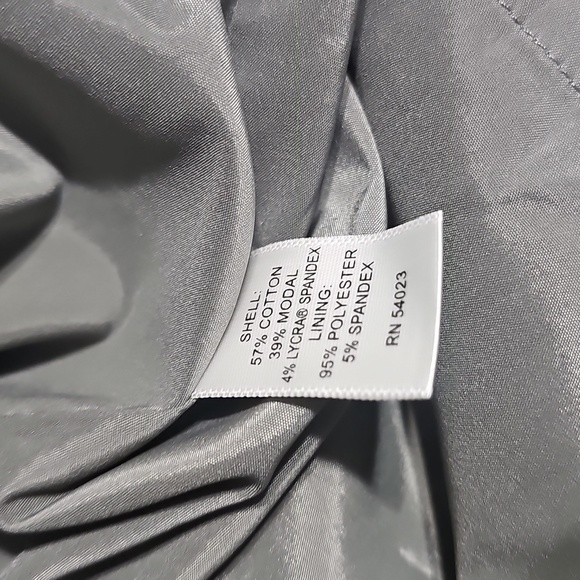 SHELL:
57% COTTON
39% MODAL
4% LYCRA® SPANDEX
LINING:
95% POLYESTER
5% SPANDEX
RN 54023